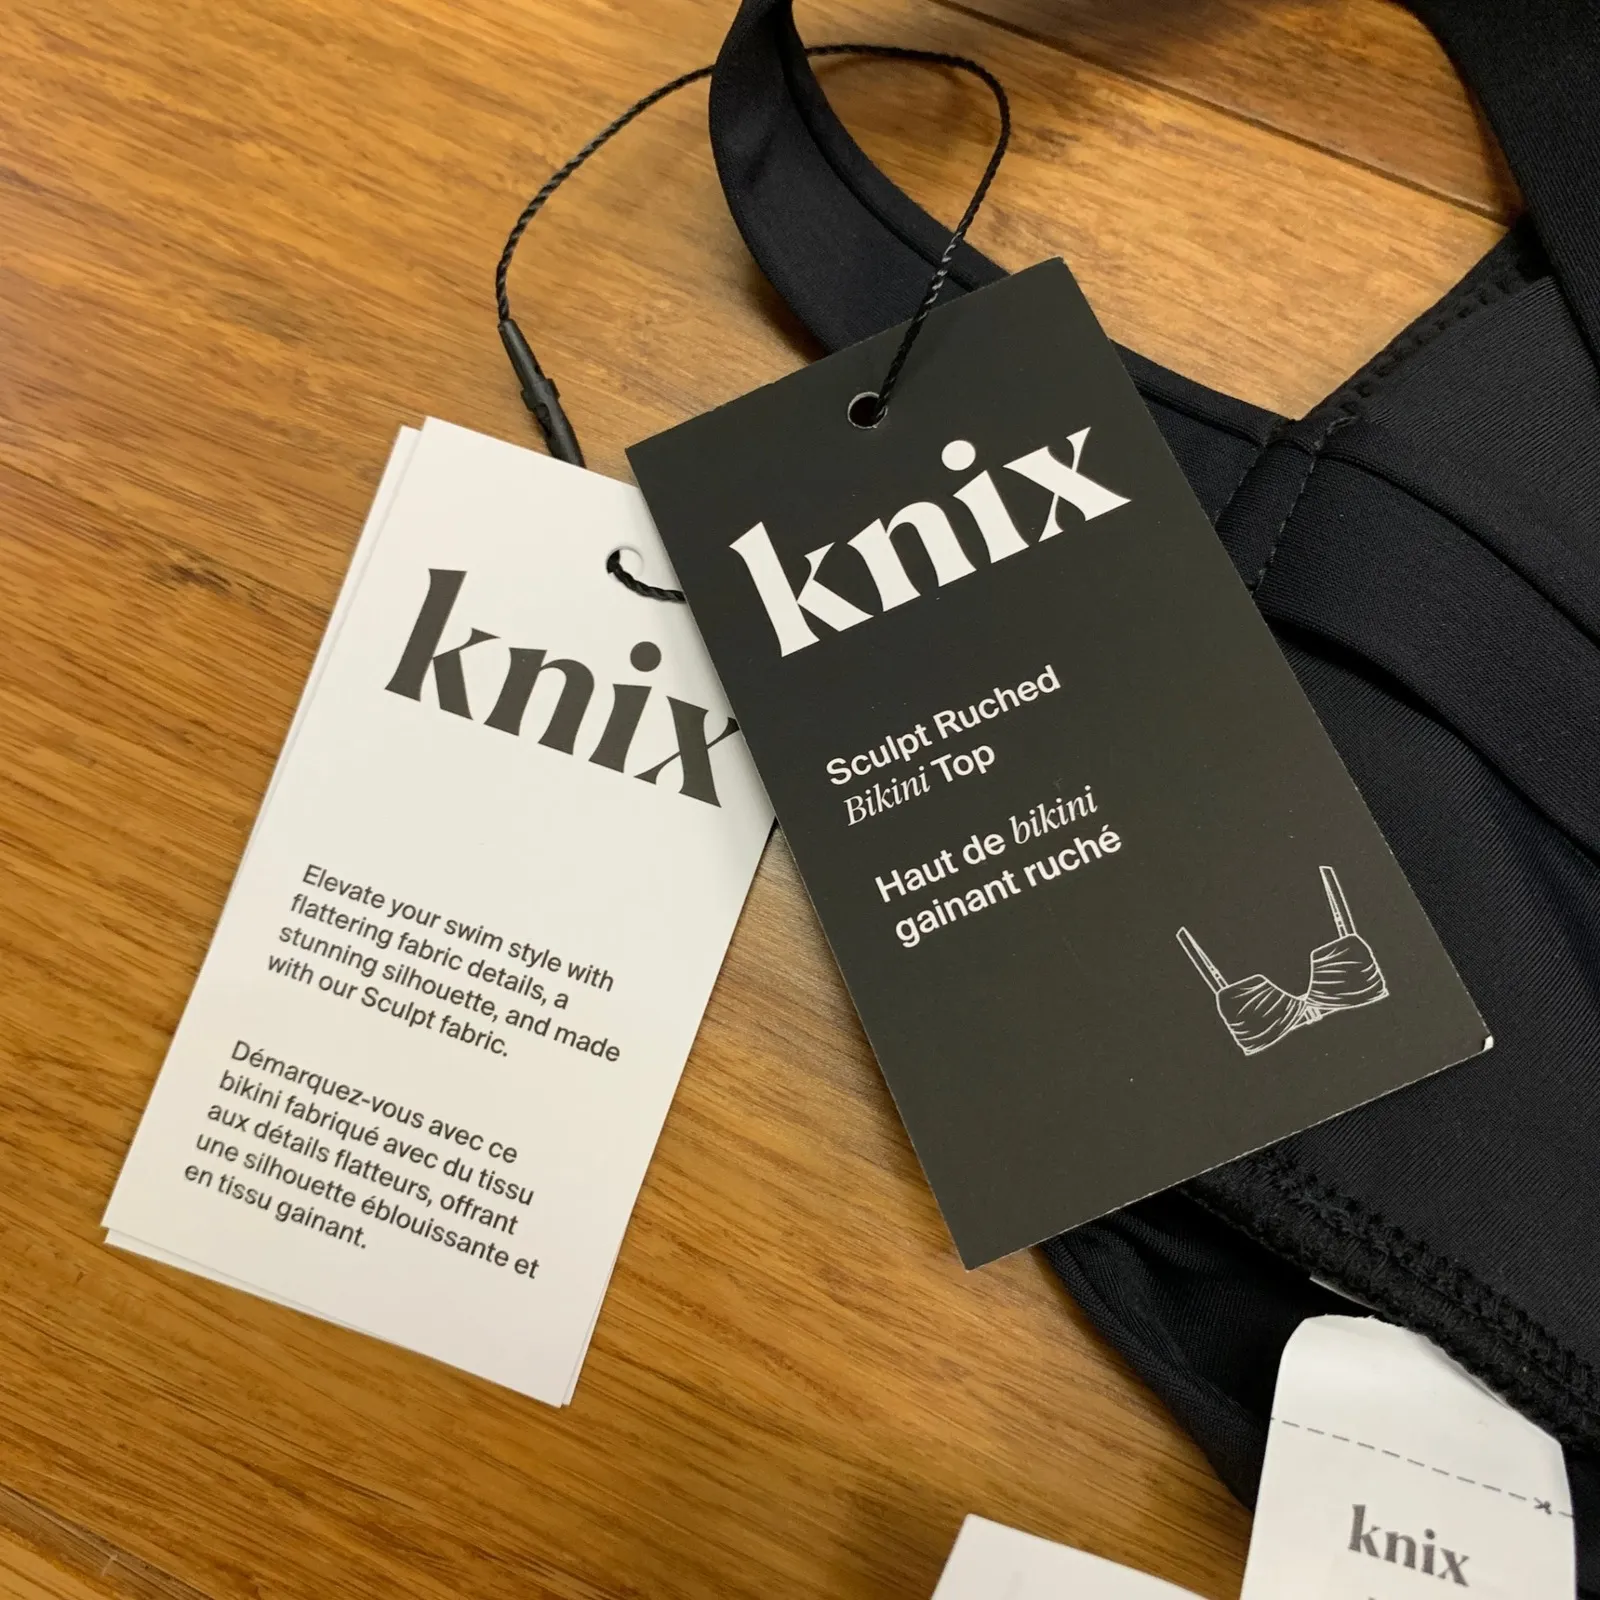 knix
Elevate your swim style with
flattering fabric details, a
stunning silhouette, and made
with our Sculpt fabric.
Démarquez-vous avec ce
bikini fabriqué avec du tissu
aux détails flatteurs, offrant
une silhouette éblouissante et
en tissu gainant.
knix
Sculpt Ruched
Bikini Top
Haut de bikini
gainant ruché
knix